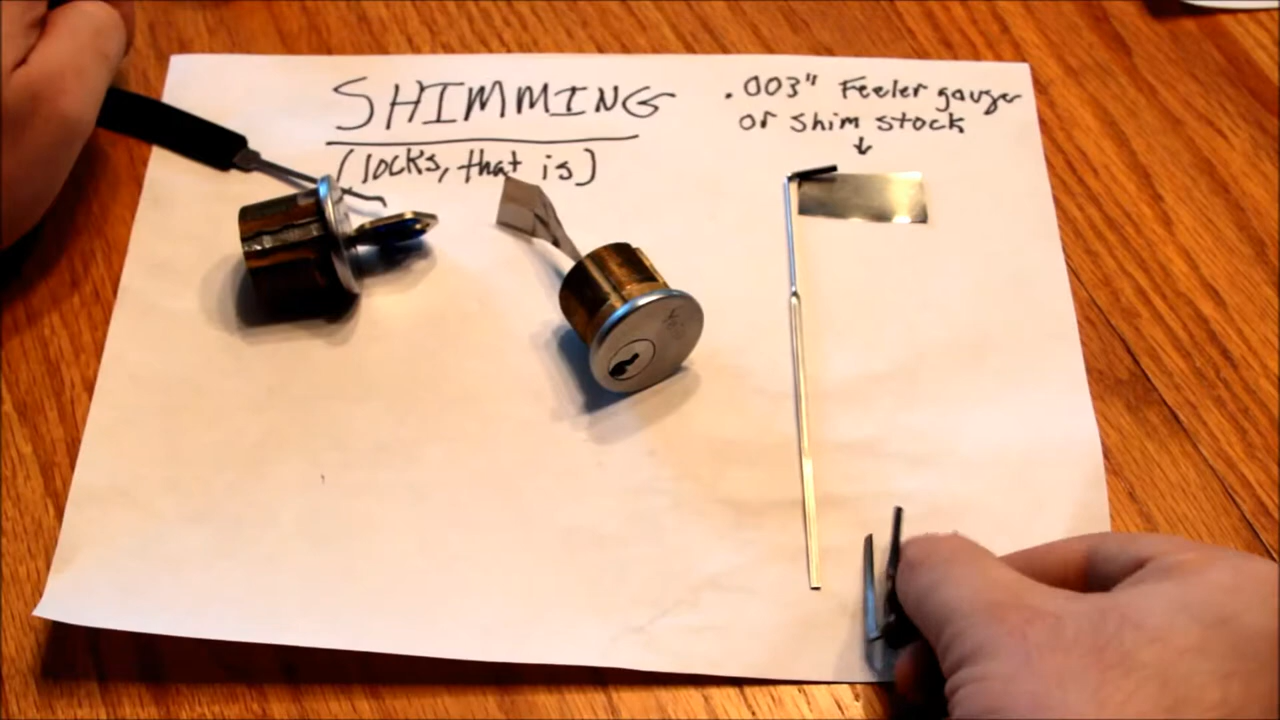 SHIMMING
(locks, that is)
.003" Feeler gauge
or shim stock